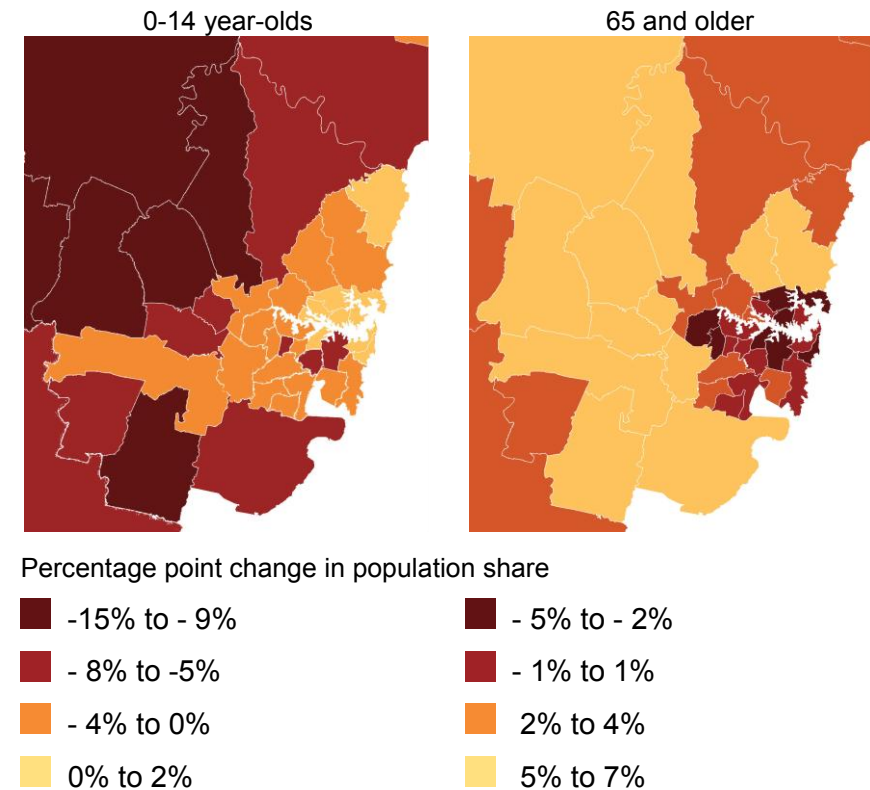 0-14 year-olds
65 and older
Percentage point change in population share
-15% to - 9%
- 5% to - 2%
- 8% to -5%
- 1% to 1%
- 4% to 0%
2% to 4%
0% to 2%
5% to 7%